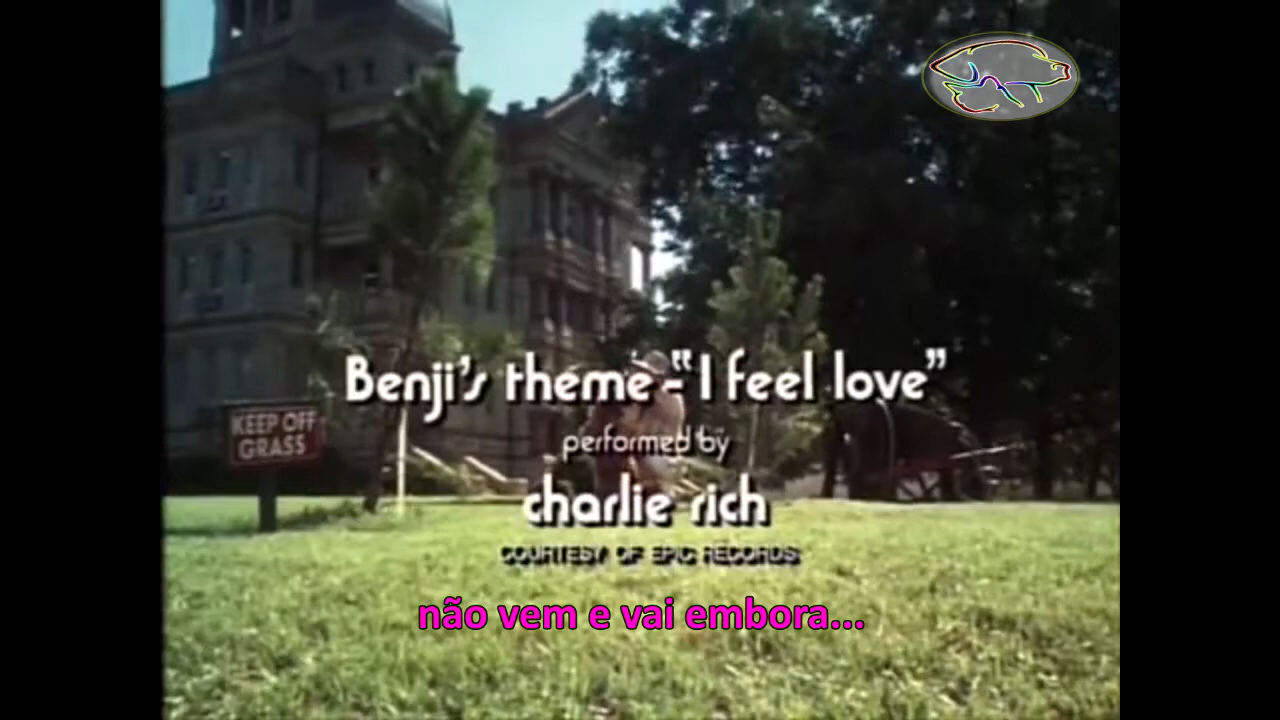 KEEP OFF
GRASS
Benji's theme - "I feel love"
performed by
charlie rich
COURTESY OF EPIC RECORDS
não vem e vai embora...